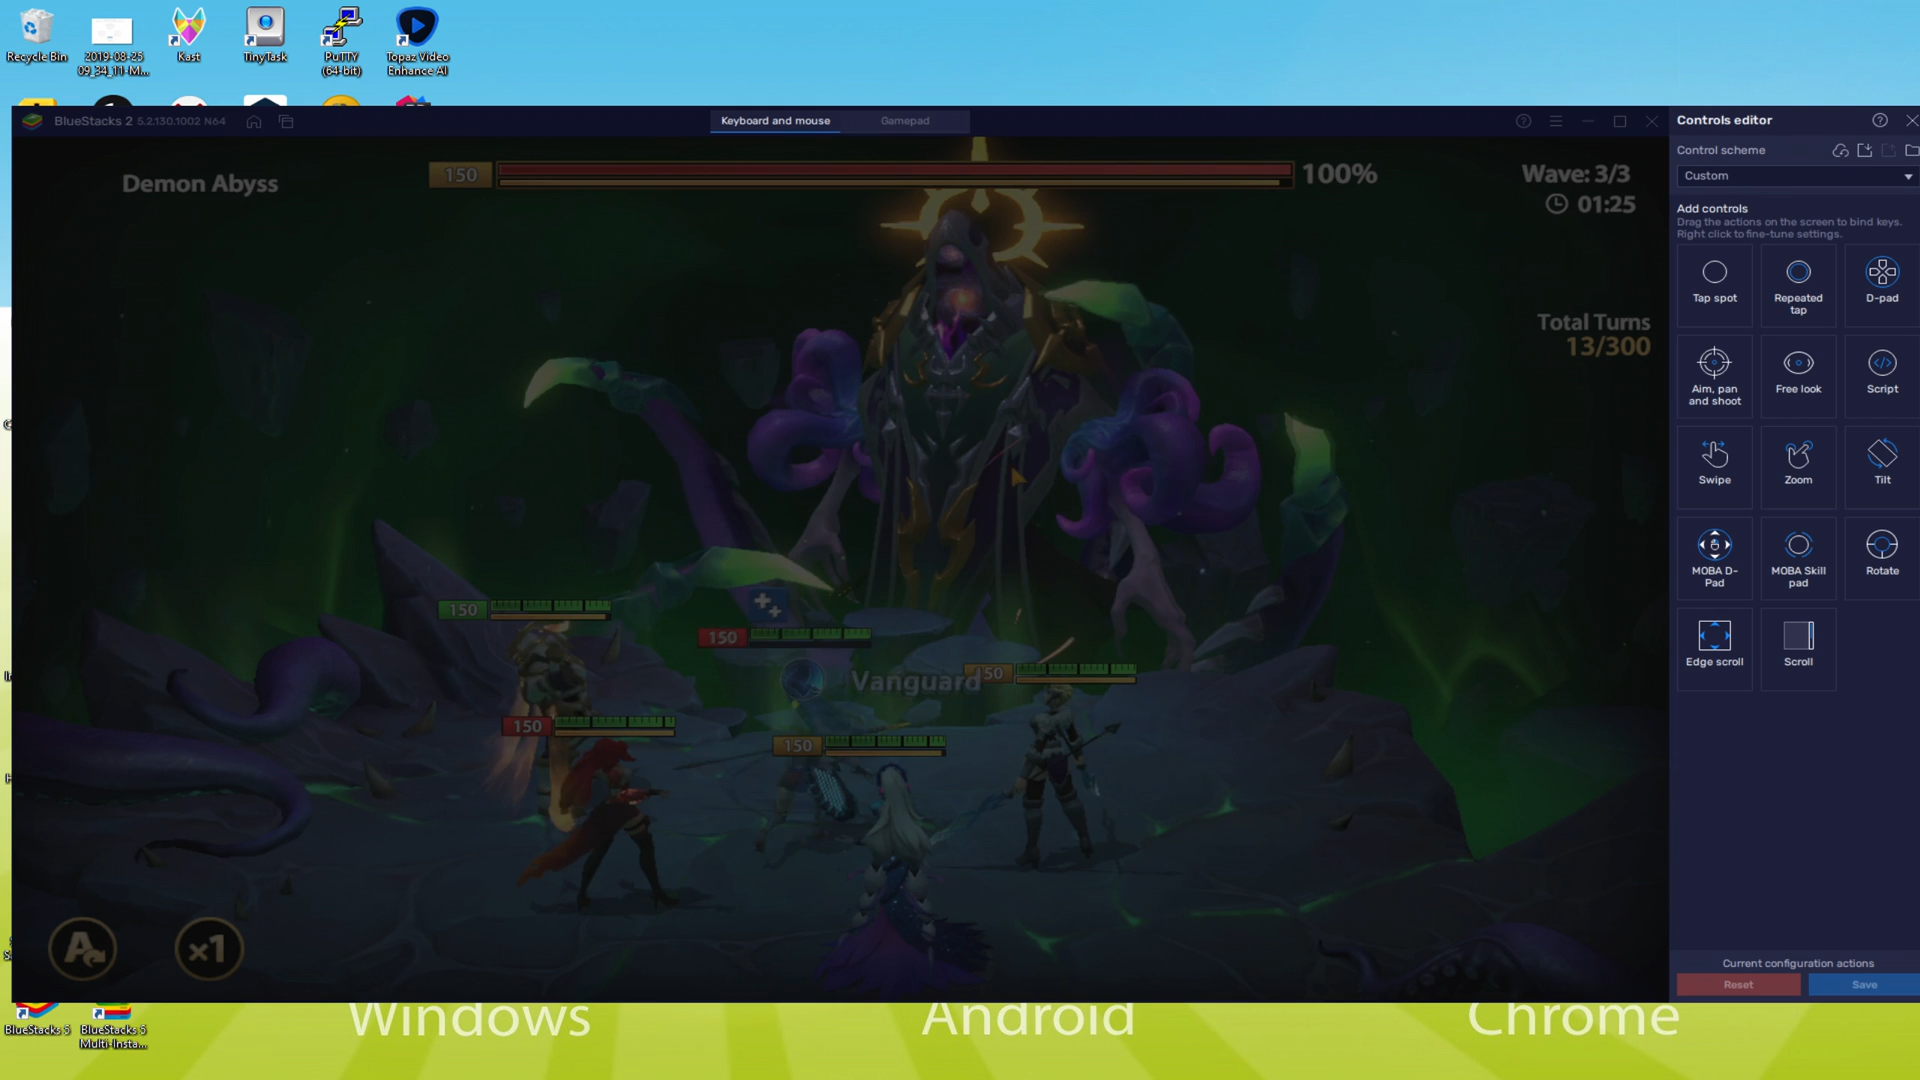 Recycle Bin
2019-08-25
09_34_11-M...
Kast
TinyTask
PuTTY
(64-bit)
Topaz Video
Enhance AI
BlueStacks 2 5.2.130.1002 N64
Keyboard and mouse
Gamepad
Demon Abyss
150
100%
Wave: 3/3
01:25
Total Turns
13/300
150
150
Vanguard
50
150
150
A
×1
Controls editor
Control scheme
Custom
Add controls
Drag the actions on the screen to bind keys.
Right click to fine-tune settings.
Tap spot
Repeated
tap
D-pad
Aim, pan
and shoot
Free look
Script
Swipe
Zoom
Tilt
MOBA D-
Pad
MOBA Skill
pad
Rotate
Edge scroll
Scroll
Current configuration actions
Reset
Save
BlueStacks 5
BlueStacks 5
Multi-Insta...
Windows
Android
Chrome